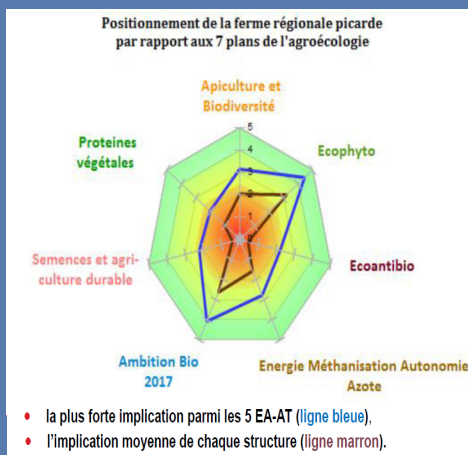 Positionnement de la ferme régionale picarde
par rapport aux 7 plans de l'agroécologie
Apiculture et
Biodiversité
5
4
3
2
1
Proteines
végétales
Ecophyto
Semences et agri-
culture durable
Ecoantibio
Ambition Bio
2017
Energie Méthanisation Autonomie
Azote
• la plus forte implication parmi les 5 EA-AT (ligne bleue),
• l'implication moyenne de chaque structure (ligne marron).